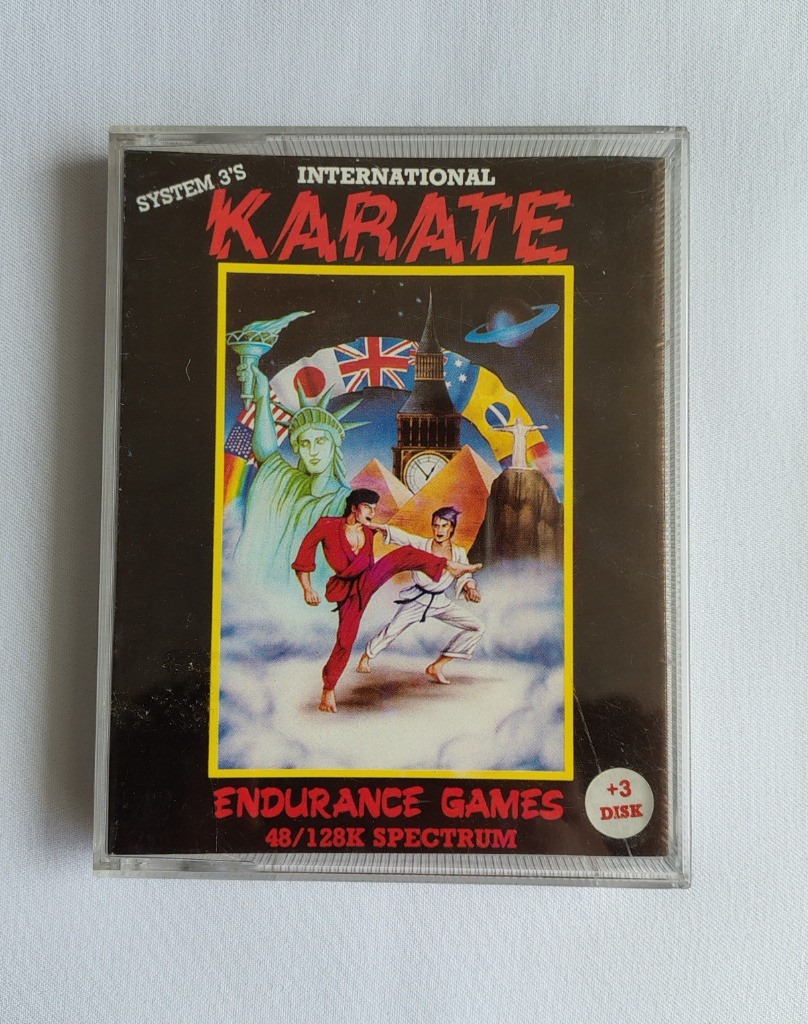 SYSTEM 3'S
INTERNATIONAL
KARATE
ENDURANCE GAMES
48/128K SPECTRUM
+3
DISK